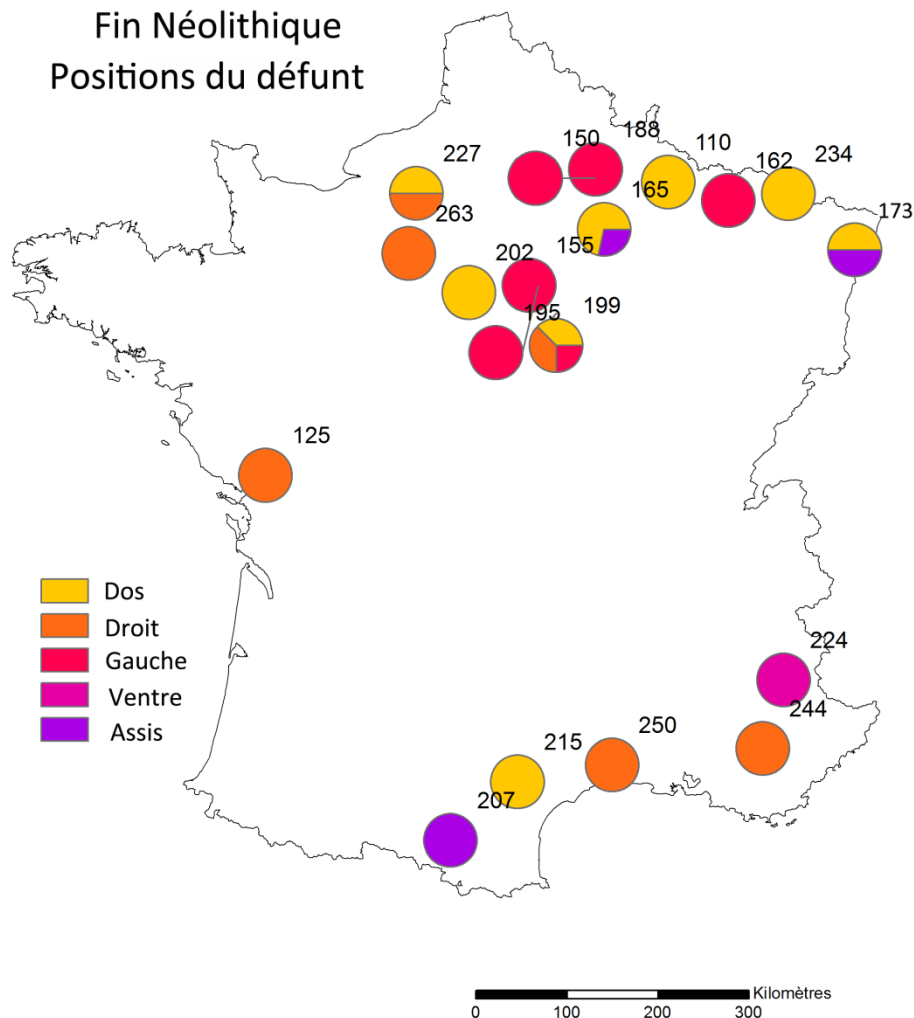 Fin Néolithique
Positions du défunt
150
188
110
162
234
227
165
173
263
202
155
195
199
125
Dos
Droit
Gauche
Ventre
Assis
224
244
250
215
207
Kilomètres
0 100 200 300